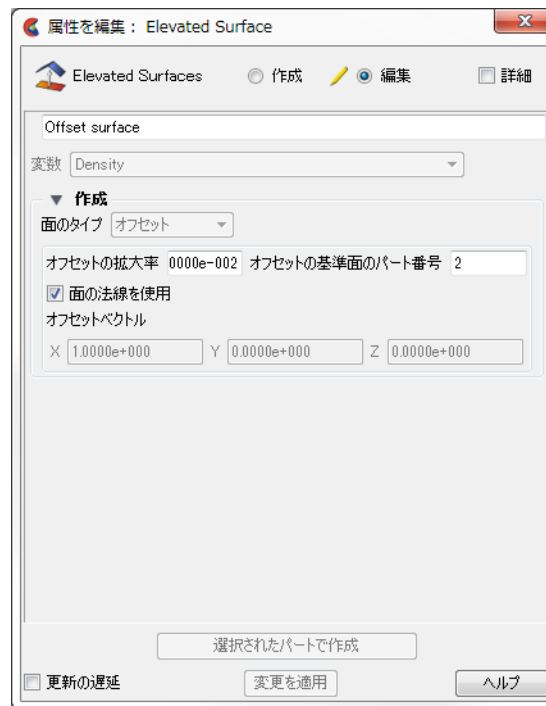 属性を編集： Elevated Surface
Elevated Surfaces 作成 編集 詳細
Offset surface
変数 Density
作成
面のタイプ オフセット
オフセットの拡大率 0000e-002 オフセットの基準面のパート番号 2
面の法線を使用
オフセットベクトル
X 1.0000e+000 Y 0.0000e+000 Z 0.0000e+000
選択されたパートで作成
更新の遅延 変更を適用 ヘルプ